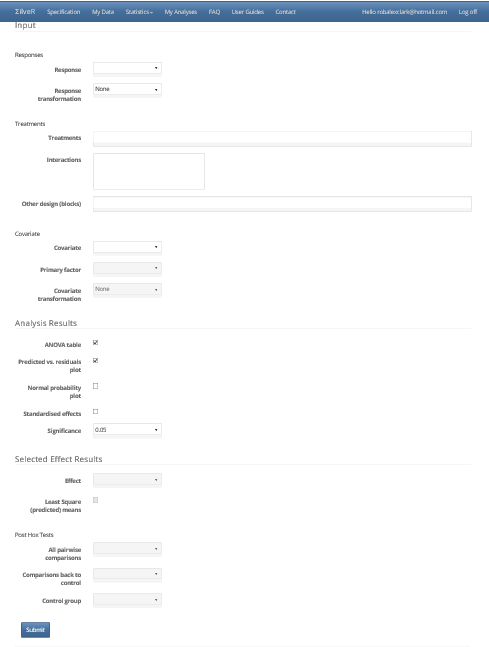 ΣilveR Specification My Data Statistics My Analyses FAQ User Guides Contact Hello robalexclark@hotmail.com Log off
Input
Responses
Response
Response None
transformation
Treatments
Treatments
Interactions
Other design (blocks)
Covariate
Covariate
Primary factor
Covariate None
transformation
Analysis Results
ANOVA table
Predicted vs. residuals
plot
Normal probability
plot
Standardised effects
Significance 0.05
Selected Effect Results
Effect
Least Square
(predicted) means
Post Hox Tests
All pairwise
comparisons
Comparisons back to
control
Control group
Submit